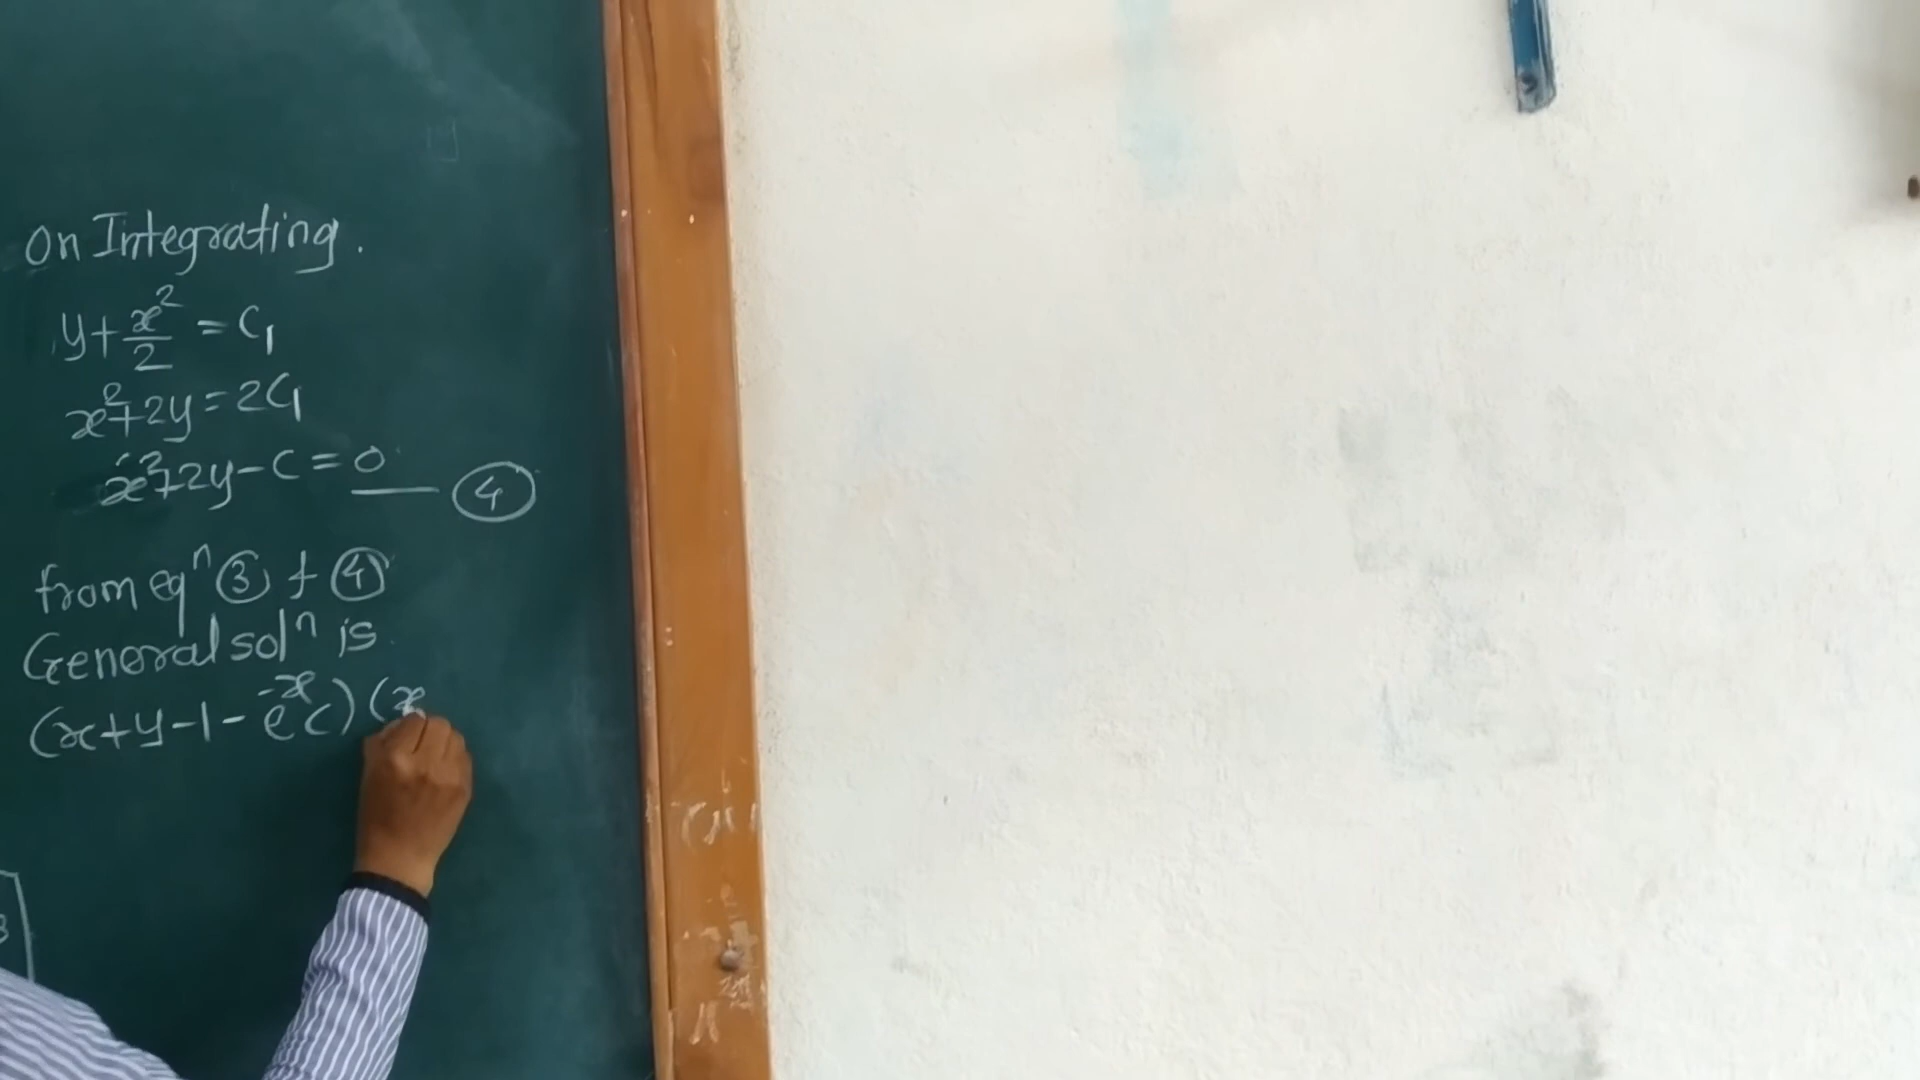 On Integrating.
y + x²/2 = C₁
x² + 2y = 2C₁
x² + 2y - C = 0 — ④
from eqⁿ ③ + ④
General solⁿ is
(x + y - 1 - e⁻ˣc) (x